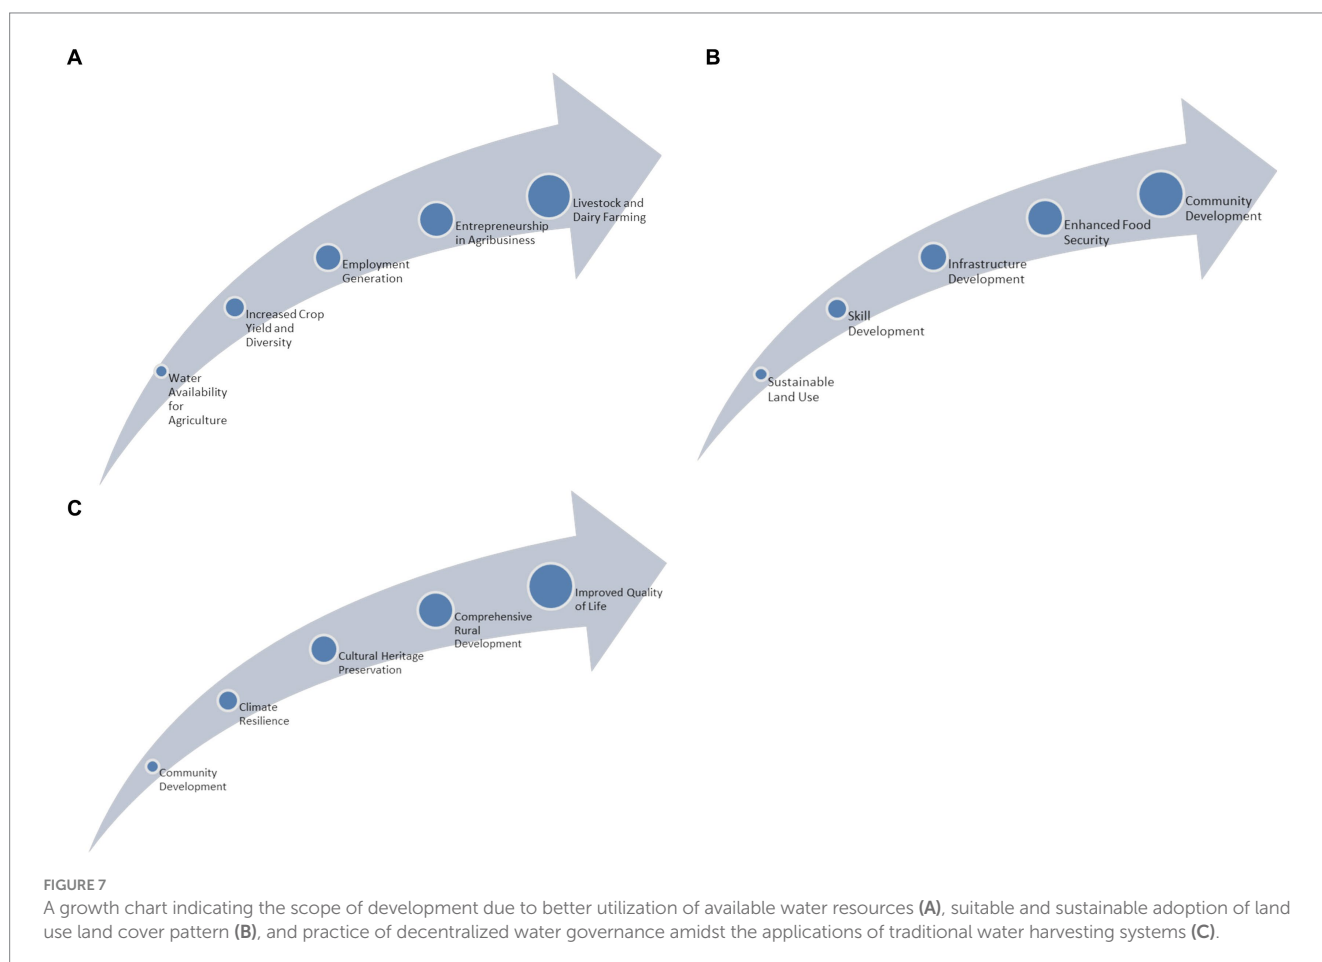 A
Water
Availability
for
Agriculture
Increased Crop
Yield and
Diversity
Employment
Generation
Entrepreneurship
in Agribusiness
Livestock and
Dairy Farming
B
Sustainable
Land Use
Skill
Development
Infrastructure
Development
Enhanced Food
Security
Community
Development
C
Community
Development
Climate
Resilience
Cultural Heritage
Preservation
Comprehensive
Rural
Development
Improved Quality
of Life
FIGURE 7
A growth chart indicating the scope of development due to better utilization of available water resources (A), suitable and sustainable adoption of land
use land cover pattern (B), and practice of decentralized water governance amidst the applications of traditional water harvesting systems (C).